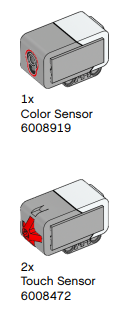 1x
Color Sensor
6008919
2x
Touch Sensor
6008472